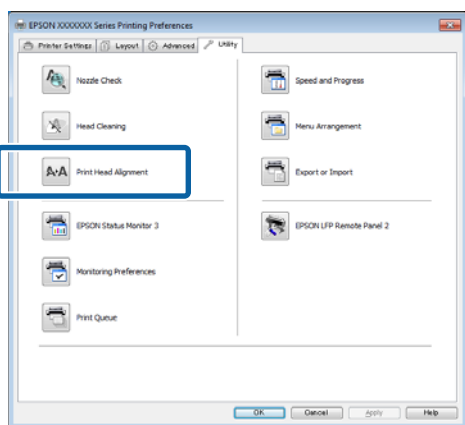 EPSON XXXXXXX Series Printing Preferences
Printer Settings Layout Advanced Utility
Nozzle Check
Speed and Progress
Head Cleaning
Menu Arrangement
A·A Print Head Alignment
Export or Import
EPSON Status Monitor 3
EPSON LFP Remote Panel 2
Monitoring Preferences
Print Queue
OK Cancel Apply Help